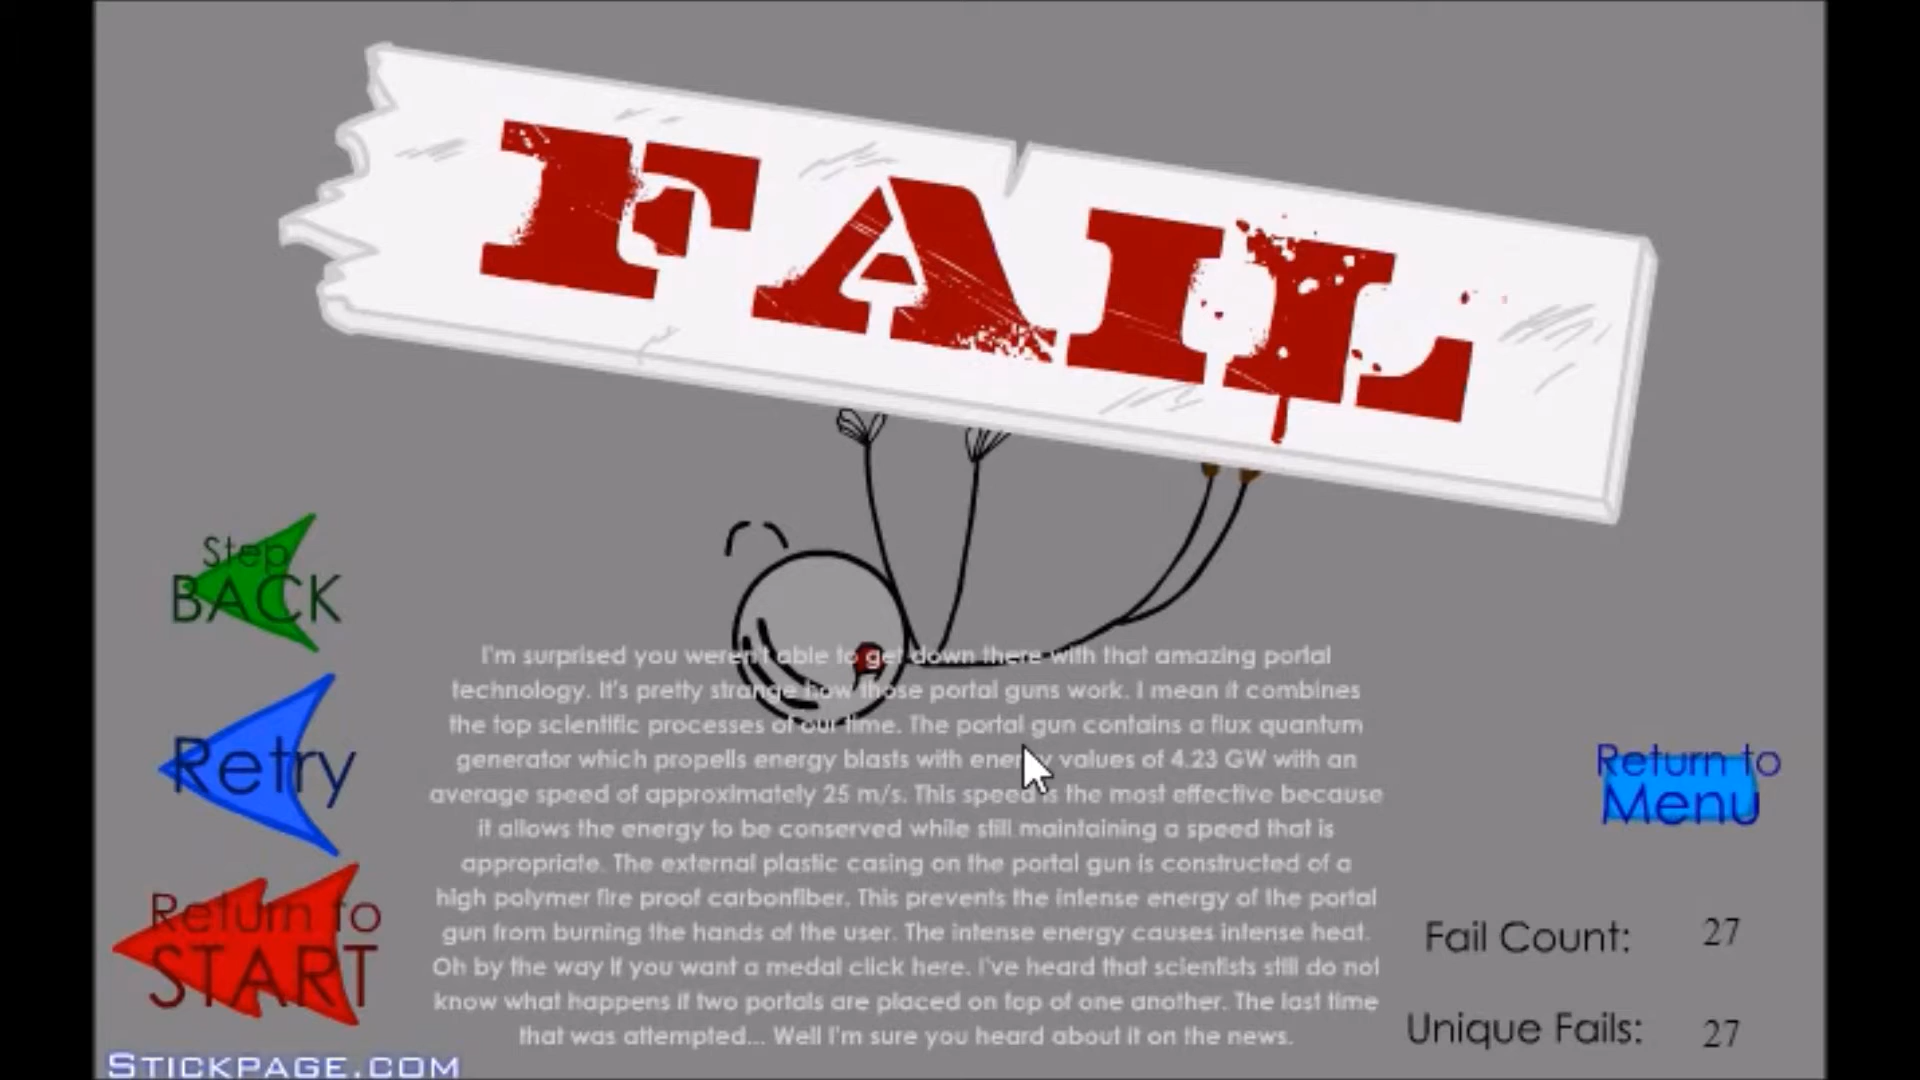 FAIL
Step
BACK
I'm surprised you weren't able to get down there with that amazing portal
technology. It's pretty strange how those portal guns work. I mean it combines
the top scientific processes of our time. The portal gun contains a flux quantum
generator which propells energy blasts with energy values of 4.23 GW with an
average speed of approximately 25 m/s. This speed is the most effective because
it allows the energy to be conserved while still maintaining a speed that is
appropriate. The external plastic casing on the portal gun is constructed of a
high polymer fire proof carbonfiber. This prevents the intense energy of the portal
gun from burning the hands of the user. The intense energy causes intense heat.
Oh by the way if you want a medal click here. I've heard that scientists still do not
know what happens if two portals are placed on top of one another. The last time
that was attempted... Well I'm sure you heard about it on the news.
Retry
Return to
START
Return to
Menu
Fail Count: 27
Unique Fails: 27
STICKPAGE.COM